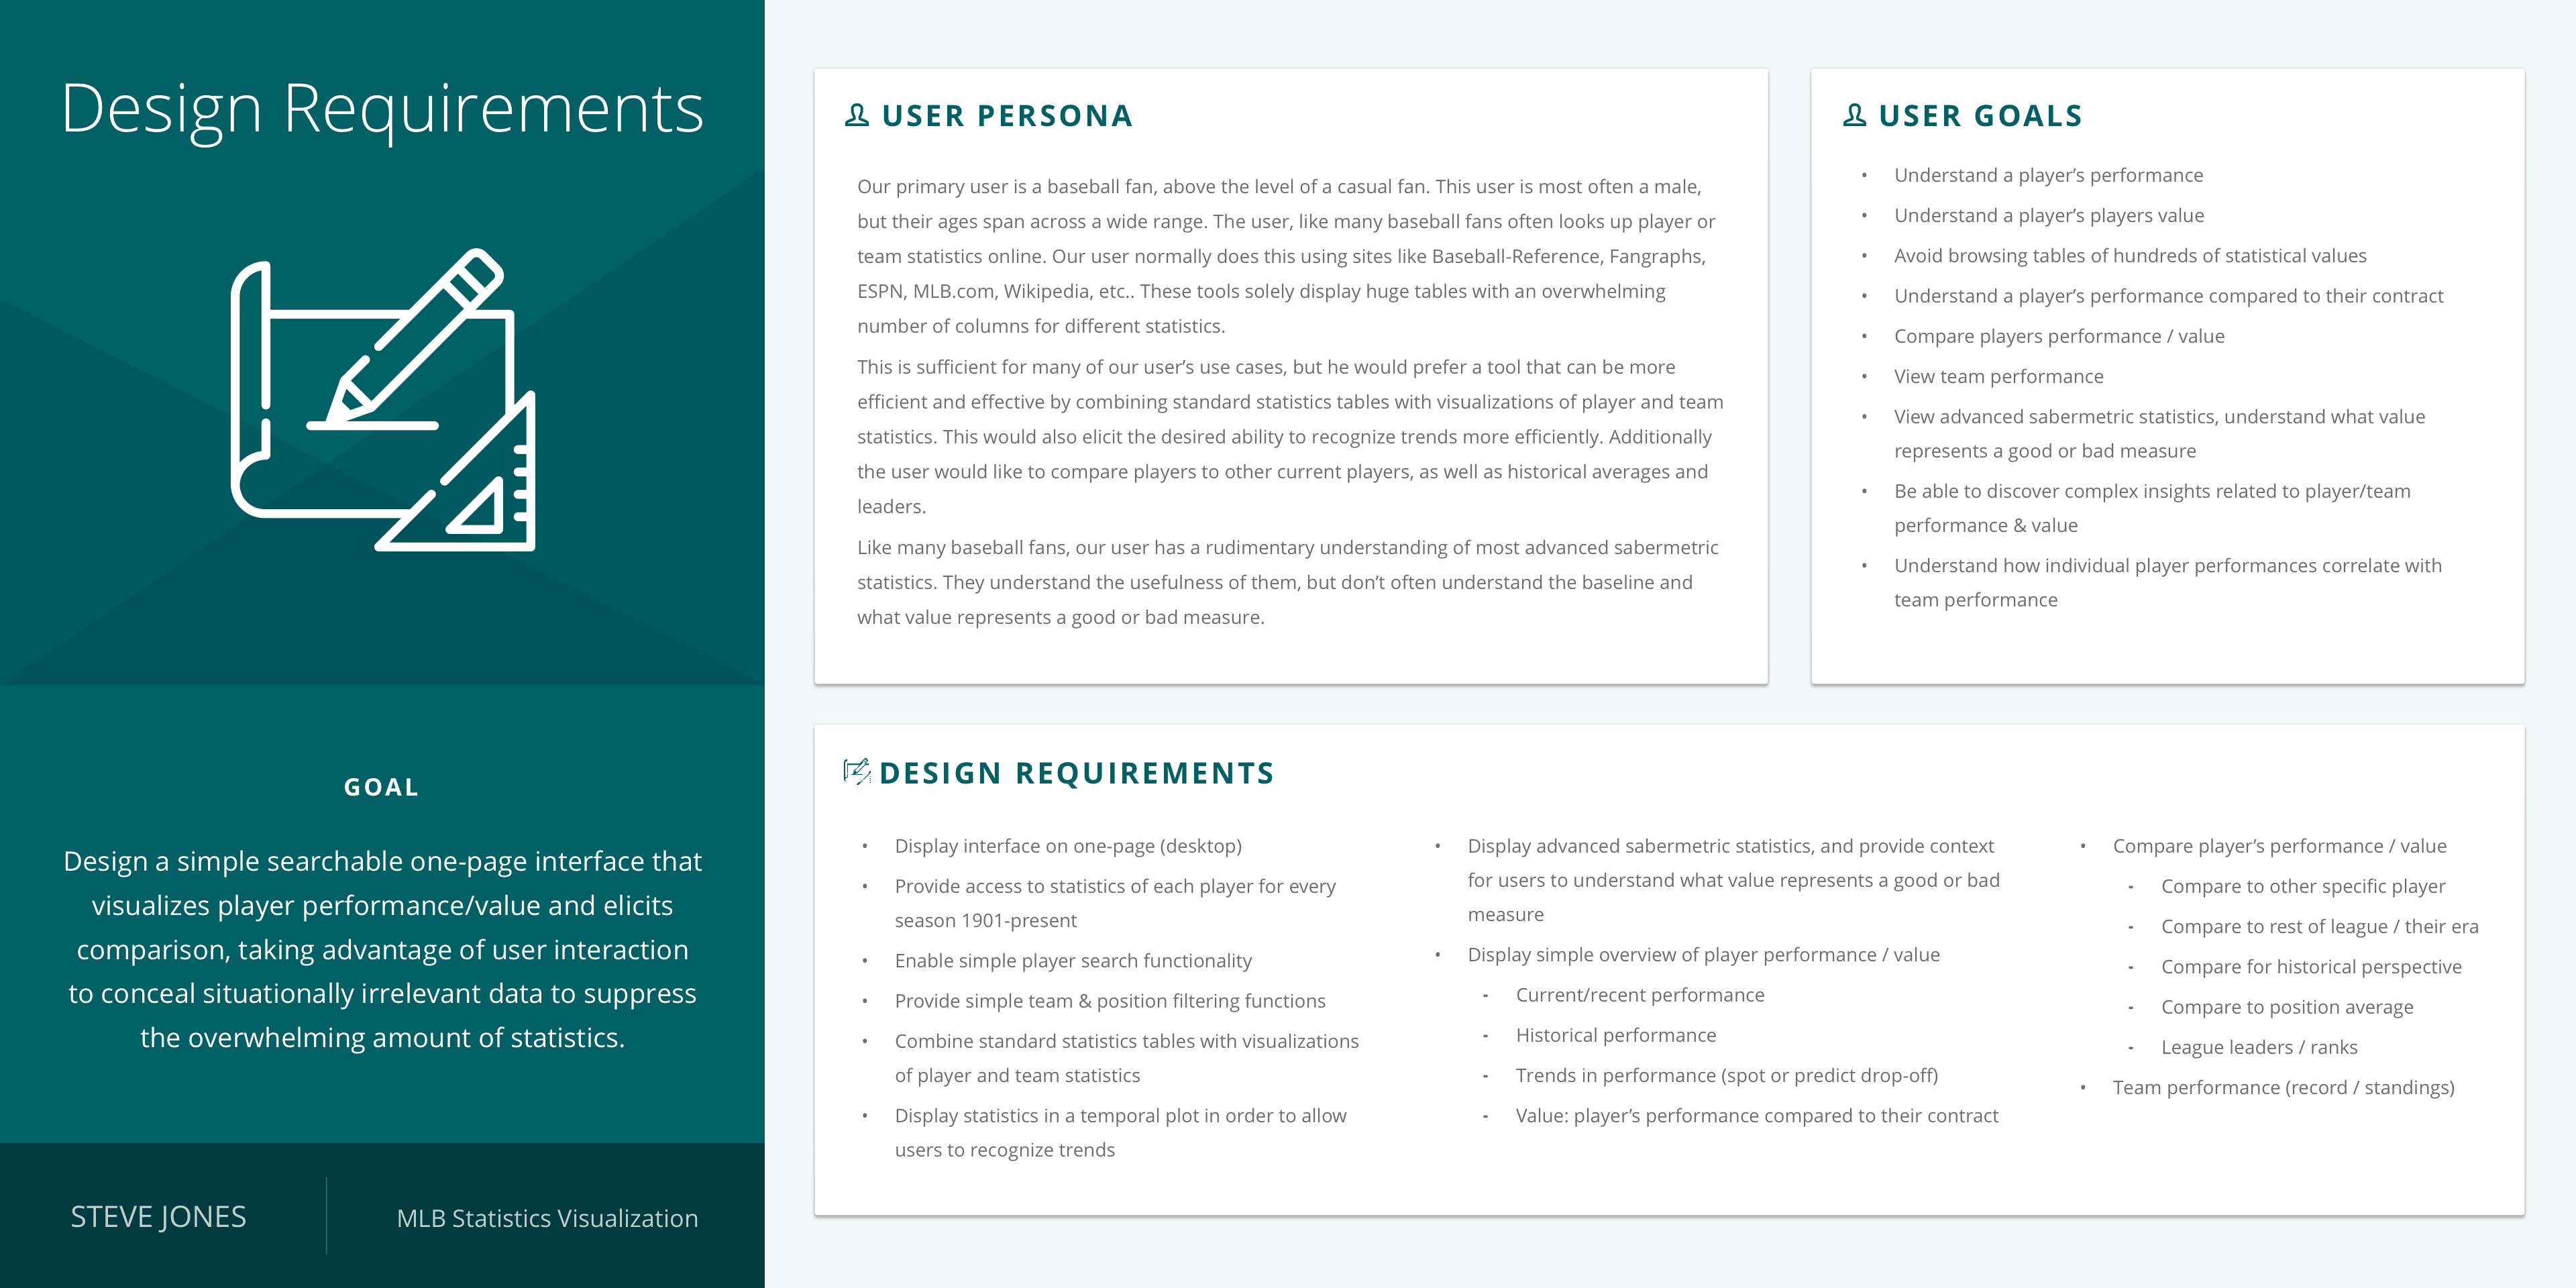 Design Requirements
GOAL
Design a simple searchable one-page interface that
visualizes player performance/value and elicits
comparison, taking advantage of user interaction
to conceal situationally irrelevant data to suppress
the overwhelming amount of statistics.
STEVE JONES
MLB Statistics Visualization
USER PERSONA
Our primary user is a baseball fan, above the level of a casual fan. This user is most often a male,
but their ages span across a wide range. The user, like many baseball fans often looks up player or
team statistics online. Our user normally does this using sites like Baseball-Reference, Fangraphs,
ESPN, MLB.com, Wikipedia, etc.. These tools solely display huge tables with an overwhelming
number of columns for different statistics.
This is sufficient for many of our user’s use cases, but he would prefer a tool that can be more
efficient and effective by combining standard statistics tables with visualizations of player and team
statistics. This would also elicit the desired ability to recognize trends more efficiently. Additionally
the user would like to compare players to other current players, as well as historical averages and
leaders.
Like many baseball fans, our user has a rudimentary understanding of most advanced sabermetric
statistics. They understand the usefulness of them, but don’t often understand the baseline and
what value represents a good or bad measure.
USER GOALS
• Understand a player’s performance
• Understand a player’s players value
• Avoid browsing tables of hundreds of statistical values
• Understand a player’s performance compared to their contract
• Compare players performance / value
• View team performance
• View advanced sabermetric statistics, understand what value
represents a good or bad measure
• Be able to discover complex insights related to player/team
performance & value
• Understand how individual player performances correlate with
team performance
DESIGN REQUIREMENTS
• Display interface on one-page (desktop)
• Provide access to statistics of each player for every
season 1901-present
• Enable simple player search functionality
• Provide simple team & position filtering functions
• Combine standard statistics tables with visualizations
of player and team statistics
• Display statistics in a temporal plot in order to allow
users to recognize trends
• Display advanced sabermetric statistics, and provide context
for users to understand what value represents a good or bad
measure
• Display simple overview of player performance / value
- Current/recent performance
- Historical performance
- Trends in performance (spot or predict drop-off)
- Value: player’s performance compared to their contract
• Compare player’s performance / value
- Compare to other specific player
- Compare to rest of league / their era
- Compare for historical perspective
- Compare to position average
- League leaders / ranks
• Team performance (record / standings)